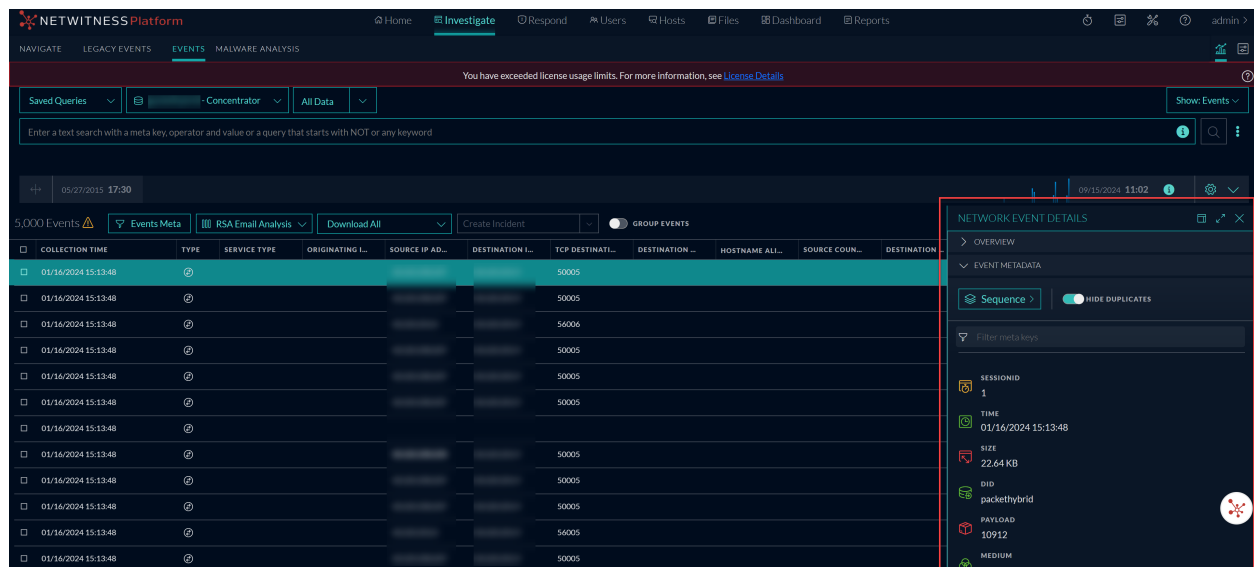 NETWITNESS Platform
Home Investigate Respond Users Hosts Files Dashboard Reports admin >
NAVIGATE LEGACY EVENTS EVENTS MALWARE ANALYSIS
You have exceeded license usage limits. For more information, see License Details
Saved Queries - Concentrator All Data Show: Events
Enter a text search with a meta key, operator and value or a query that starts with NOT or any keyword
05/27/2015 17:30 09/15/2024 11:02
5,000 Events Events Meta RSA Email Analysis Download All Create Incident GROUP EVENTS
COLLECTION TIME TYPE SERVICE TYPE ORIGINATING I... SOURCE IP AD... DESTINATION I... TCP DESTINATI... DESTINATION ... HOSTNAME ALI... SOURCE COUN... DESTINATION ...
01/16/2024 15:13:48 50005
01/16/2024 15:13:48 50005
01/16/2024 15:13:48 56006
01/16/2024 15:13:48 50005
01/16/2024 15:13:48 50005
01/16/2024 15:13:48
01/16/2024 15:13:48 50005
01/16/2024 15:13:48 50005
01/16/2024 15:13:48 50005
01/16/2024 15:13:48 56005
01/16/2024 15:13:48 50005
NETWORK EVENT DETAILS
OVERVIEW
EVENT METADATA
Sequence > HIDE DUPLICATES
Filter meta keys
SESSIONID
1
TIME
01/16/2024 15:13:48
SIZE
22.64 KB
DID
packethybrid
PAYLOAD
10912
MEDIUM